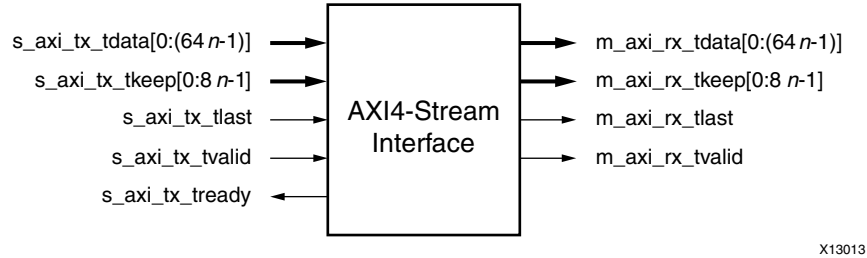 s_axi_tx_tdata[0:(64 n-1)]
s_axi_tx_tkeep[0:8 n-1]
s_axi_tx_tlast
s_axi_tx_tvalid
s_axi_tx_tready
AXI4-Stream
Interface
m_axi_rx_tdata[0:(64 n-1)]
m_axi_rx_tkeep[0:8 n-1]
m_axi_rx_tlast
m_axi_rx_tvalid
X13013